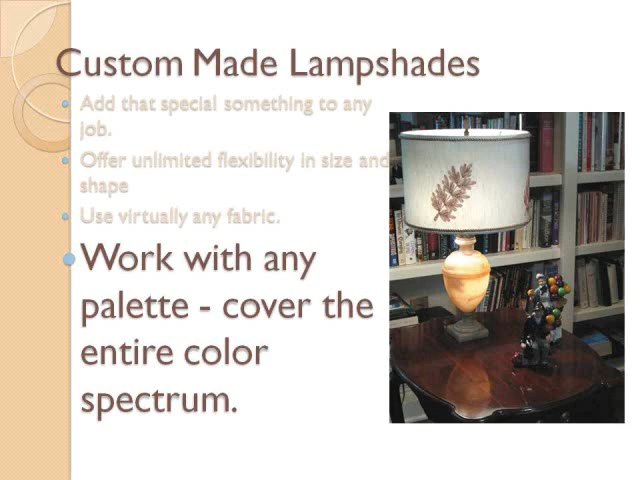 Custom Made Lampshades
Add that special something to any
job.
Offer unlimited flexibility in size and
shape
Use virtually any fabric.
Work with any
palette - cover the
entire color
spectrum.